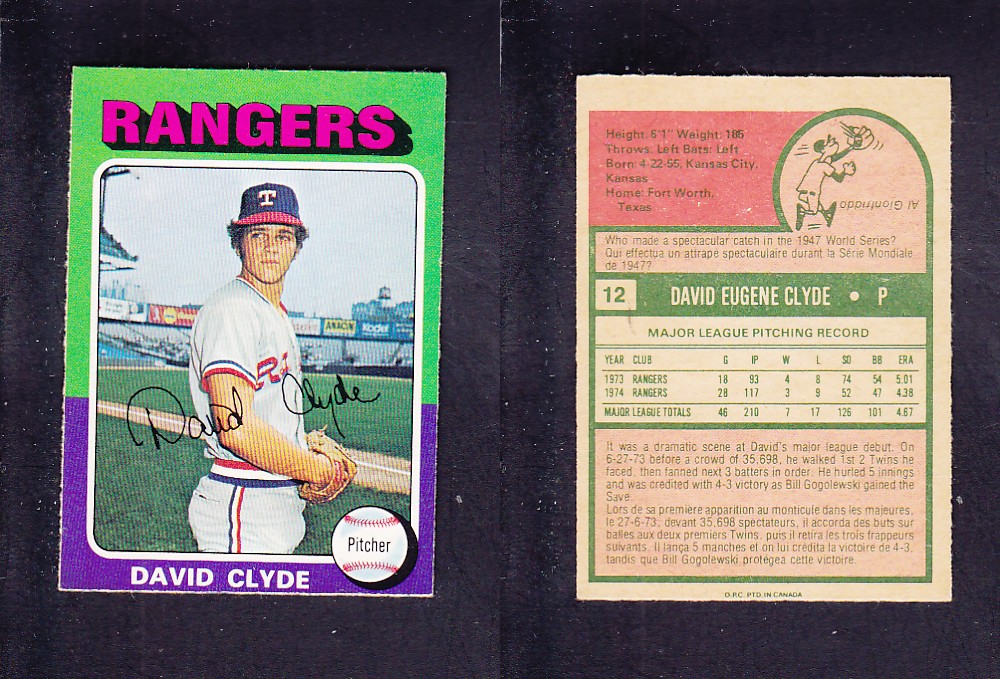 RANGERS
T
ANACIN
Kodak
David Clyde
Pitcher
DAVID CLYDE
Height: 6'1" Weight: 185
Throws: Left Bats: Left
Born: 4-22-55, Kansas City,
Kansas
Home: Fort Worth,
Texas
Al Gionfriddo
Who made a spectacular catch in the 1947 World Series?
Qui effectua un attrape spectaculaire durant la Série Mondiale
de 1947?
12 DAVID EUGENE CLYDE • P
MAJOR LEAGUE PITCHING RECORD
YEAR CLUB G IP W L SO BB ERA
1973 RANGERS 18 93 4 8 74 54 5.01
1974 RANGERS 28 117 3 9 52 47 4.38
MAJOR LEAGUE TOTALS 46 210 7 17 126 101 4.67
It was a dramatic scene at David's major league debut. On
6-27-73 before a crowd of 35,698, he walked 1st 2 Twins he
faced, then fanned next 3 batters in order. He hurled 5 innings
and was credited with 4-3 victory as Bill Gogolewski gained the
Save.
Lors de sa première apparition au monticule dans les majeures,
le 27-6-73, devant 35,698 spectateurs, il accorda des buts sur
balles aux deux premiers Twins, puis il retira les trois frappeurs
suivants. Il lança 5 manches et on lui crédita la victoire de 4-3,
tandis que Bill Gogolewski protégea cette victoire.
O.P.C. PTD. IN CANADA